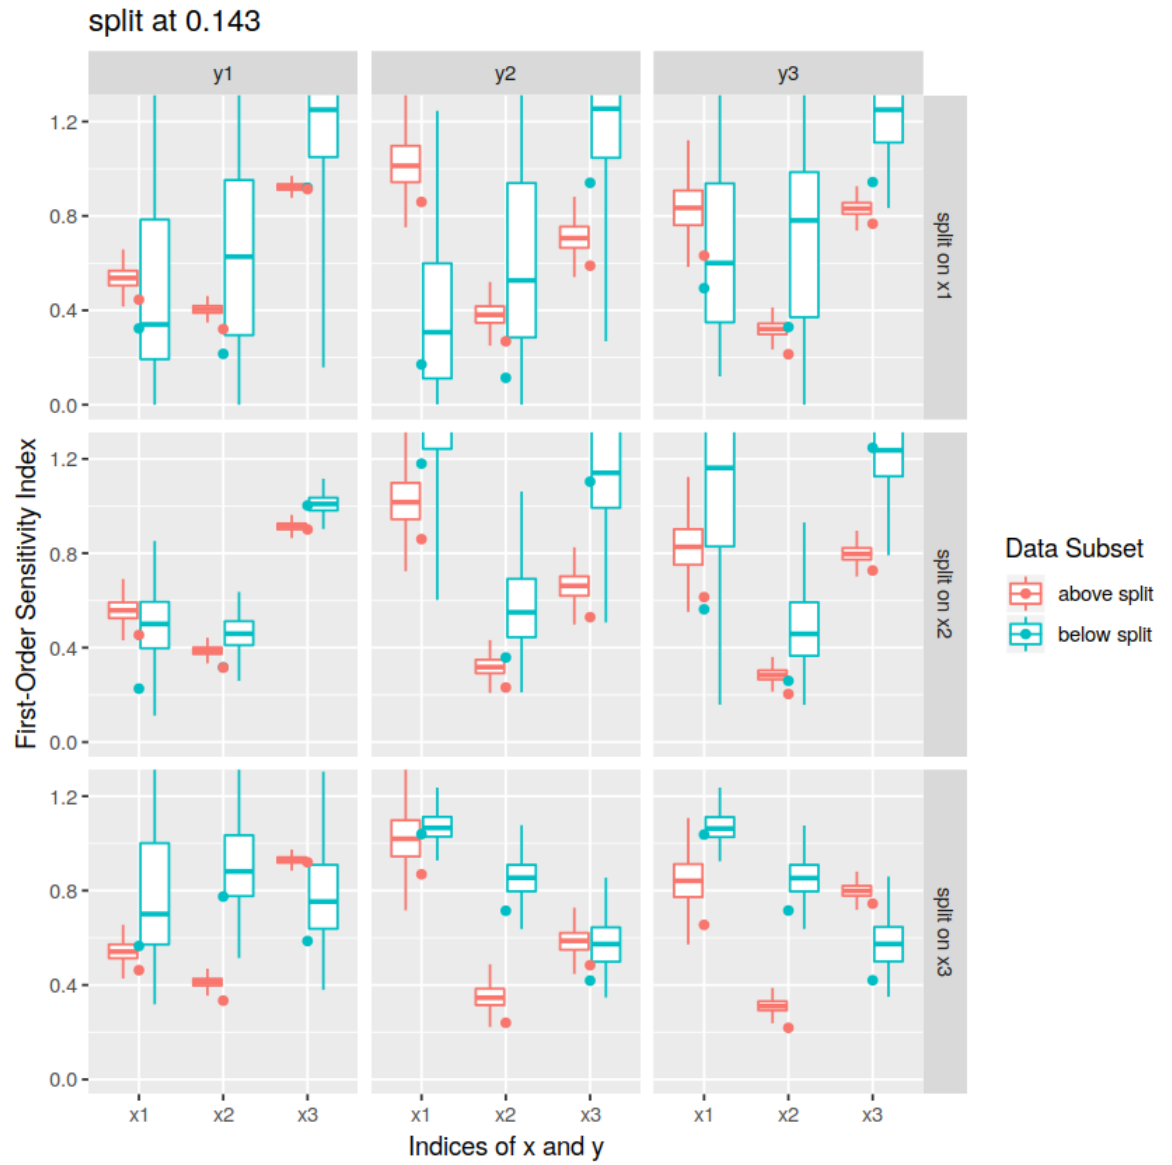 split at 0.143
y1 y2 y3
1.2
0.8
0.4
0.0
split on x1
1.2
0.8
0.4
0.0
split on x2
1.2
0.8
0.4
0.0
split on x3
x1 x2 x3 x1 x2 x3 x1 x2 x3
Indices of x and y
First-Order Sensitivity Index
Data Subset
above split
below split